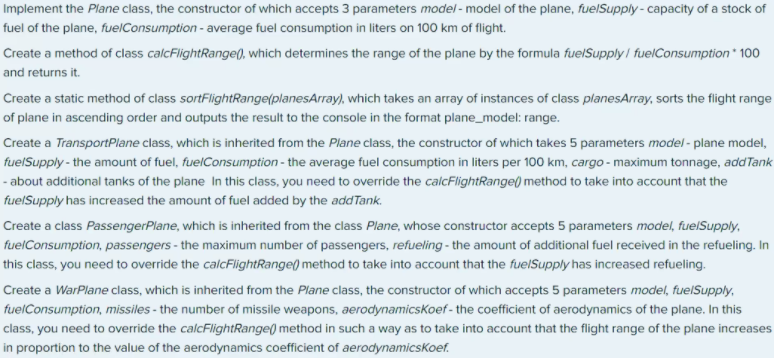 Implement the Plane class, the constructor of which accepts 3 parameters model - model of the plane, fuelSupply - capacity of a stock of
fuel of the plane, fuelConsumption - average fuel consumption in liters on 100 km of flight.
Create a method of class calcFlightRange(), which determines the range of the plane by the formula fuelSupply / fuelConsumption * 100
and returns it.
Create a static method of class sortFlightRange(planesArray), which takes an array of instances of class planesArray, sorts the flight range
of plane in ascending order and outputs the result to the console in the format plane_model: range.
Create a TransportPlane class, which is inherited from the Plane class, the constructor of which takes 5 parameters model - plane model,
fuelSupply - the amount of fuel, fuelConsumption - the average fuel consumption in liters per 100 km, cargo - maximum tonnage, addTank
- about additional tanks of the plane In this class, you need to override the calcFlightRange() method to take into account that the
fuelSupply has increased the amount of fuel added by the addTank.
Create a class PassengerPlane, which is inherited from the class Plane, whose constructor accepts 5 parameters model, fuelSupply,
fuelConsumption, passengers - the maximum number of passengers, refueling - the amount of additional fuel received in the refueling. In
this class, you need to override the calcFlightRange() method to take into account that the fuelSupply has increased refueling.
Create a WarPlane class, which is inherited from the Plane class, the constructor of which accepts 5 parameters model, fuelSupply,
fuelConsumption, missiles - the number of missile weapons, aerodynamicsKoef - the coefficient of aerodynamics of the plane. In this
class, you need to override the calcFlightRange() method in such a way as to take into account that the flight range of the plane increases
in proportion to the value of the aerodynamics coefficient of aerodynamicsKoef.